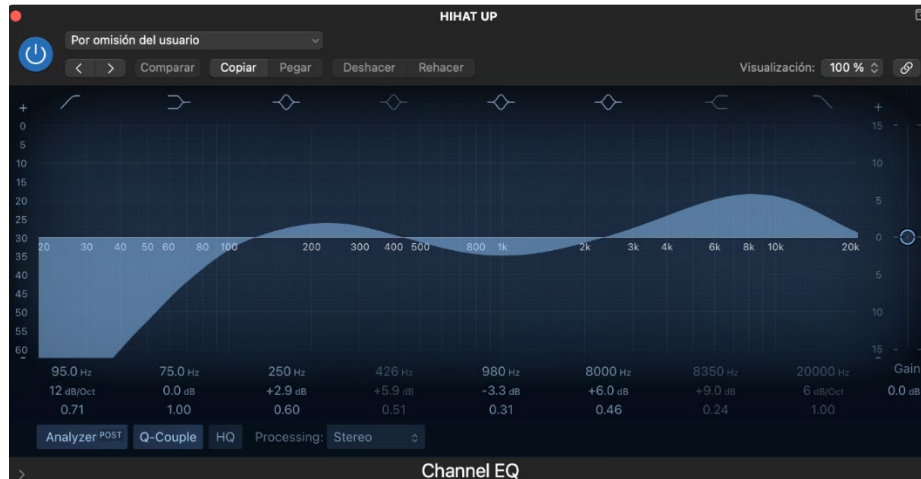 HIHAT UP
Por omisión del usuario
Comparar Copiar Pegar Deshacer Rehacer Visualización: 100 %
+ +
0 15
5
10 10
15
20 5
25
30 20 30 40 50 60 80 100 200 300 400 500 800 1k 2k 3k 4k 6k 8k 10k 20k 0
35
40 5
45
50 10
55
60 15
- -
95.0 Hz 75.0 Hz 250 Hz 426 Hz 980 Hz 8000 Hz 8350 Hz 20000 Hz Gain
12 dB/Oct 0.0 dB +2.9 dB +5.9 dB -3.3 dB +6.0 dB +9.0 dB 6 dB/Oct 0.0 dB
0.71 1.00 0.60 0.51 0.31 0.46 0.24 1.00
Analyzer POST Q-Couple HQ Processing: Stereo
Channel EQ